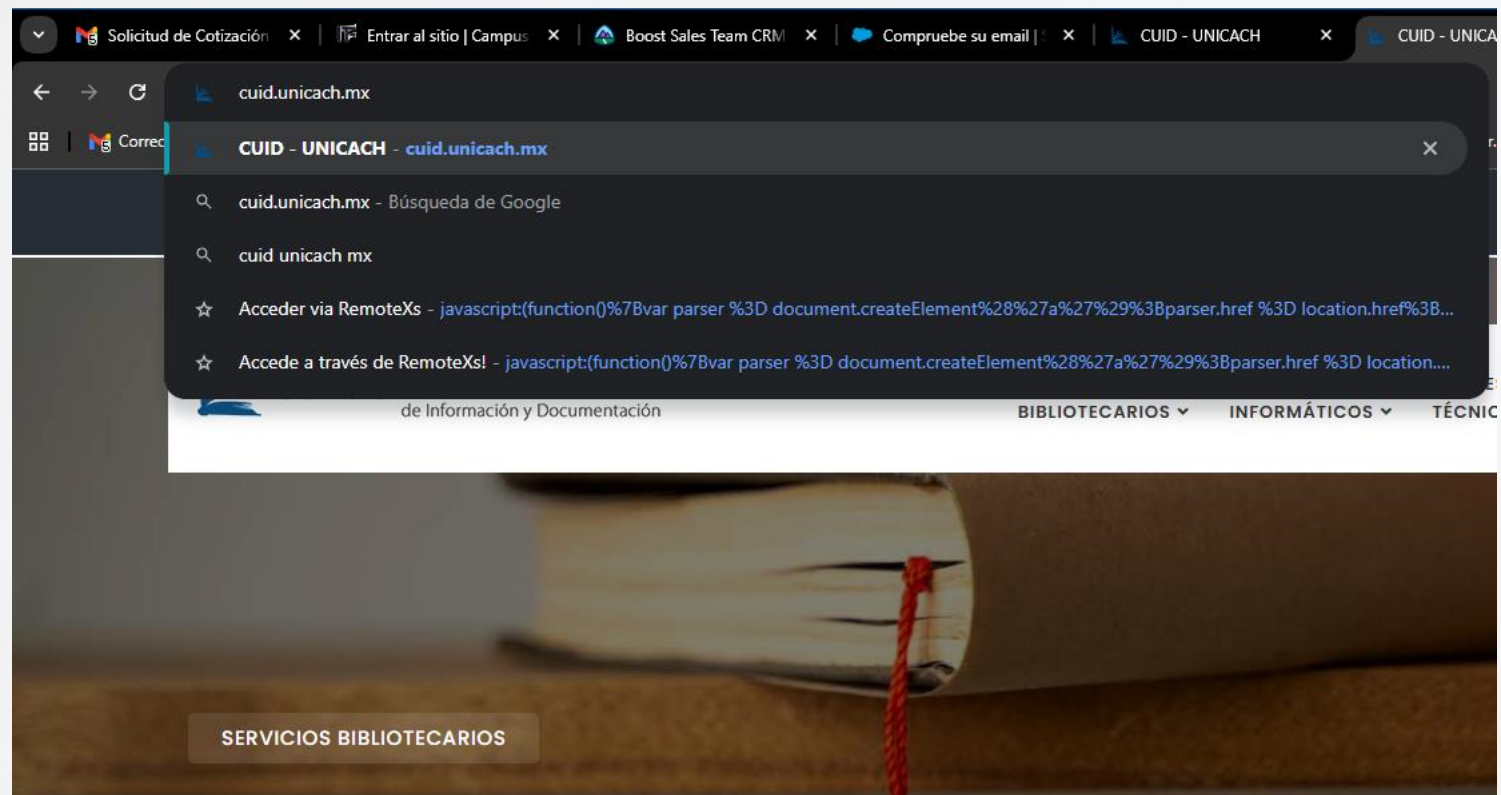 Solicitud de Cotización
Entrar al sitio | Campus
Boost Sales Team CRM
Compruebe su email |
CUID - UNICACH
CUID - UNICA
cuid.unicach.mx
Correc
CUID - UNICACH - cuid.unicach.mx
r.
cuid.unicach.mx - Búsqueda de Google
cuid unicach mx
Acceder via RemoteXs - javascript:(function()%7Bvar parser %3D document.createElement%28%27a%27%29%3Bparser.href %3D location.href%3B...
Accede a través de RemoteXs! - javascript:(function()%7Bvar parser %3D document.createElement%28%27a%27%29%3Bparser.href %3D location....
de Información y Documentación
BIBLIOTECARIOS
INFORMÁTICOS
TÉCNIC
SERVICIOS BIBLIOTECARIOS